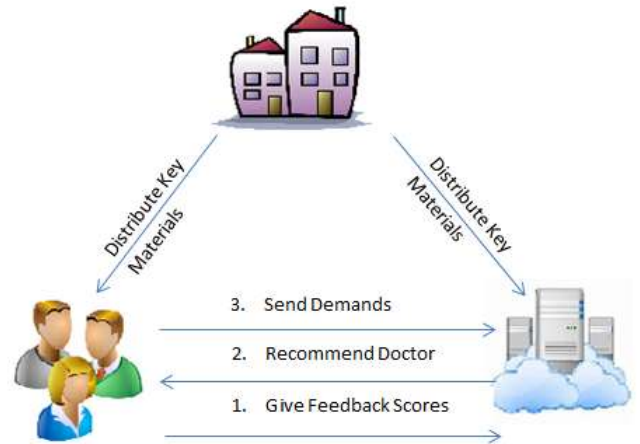 Distribute Key
Materials
Distribute Key
Materials
3. Send Demands
2. Recommend Doctor
1. Give Feedback Scores